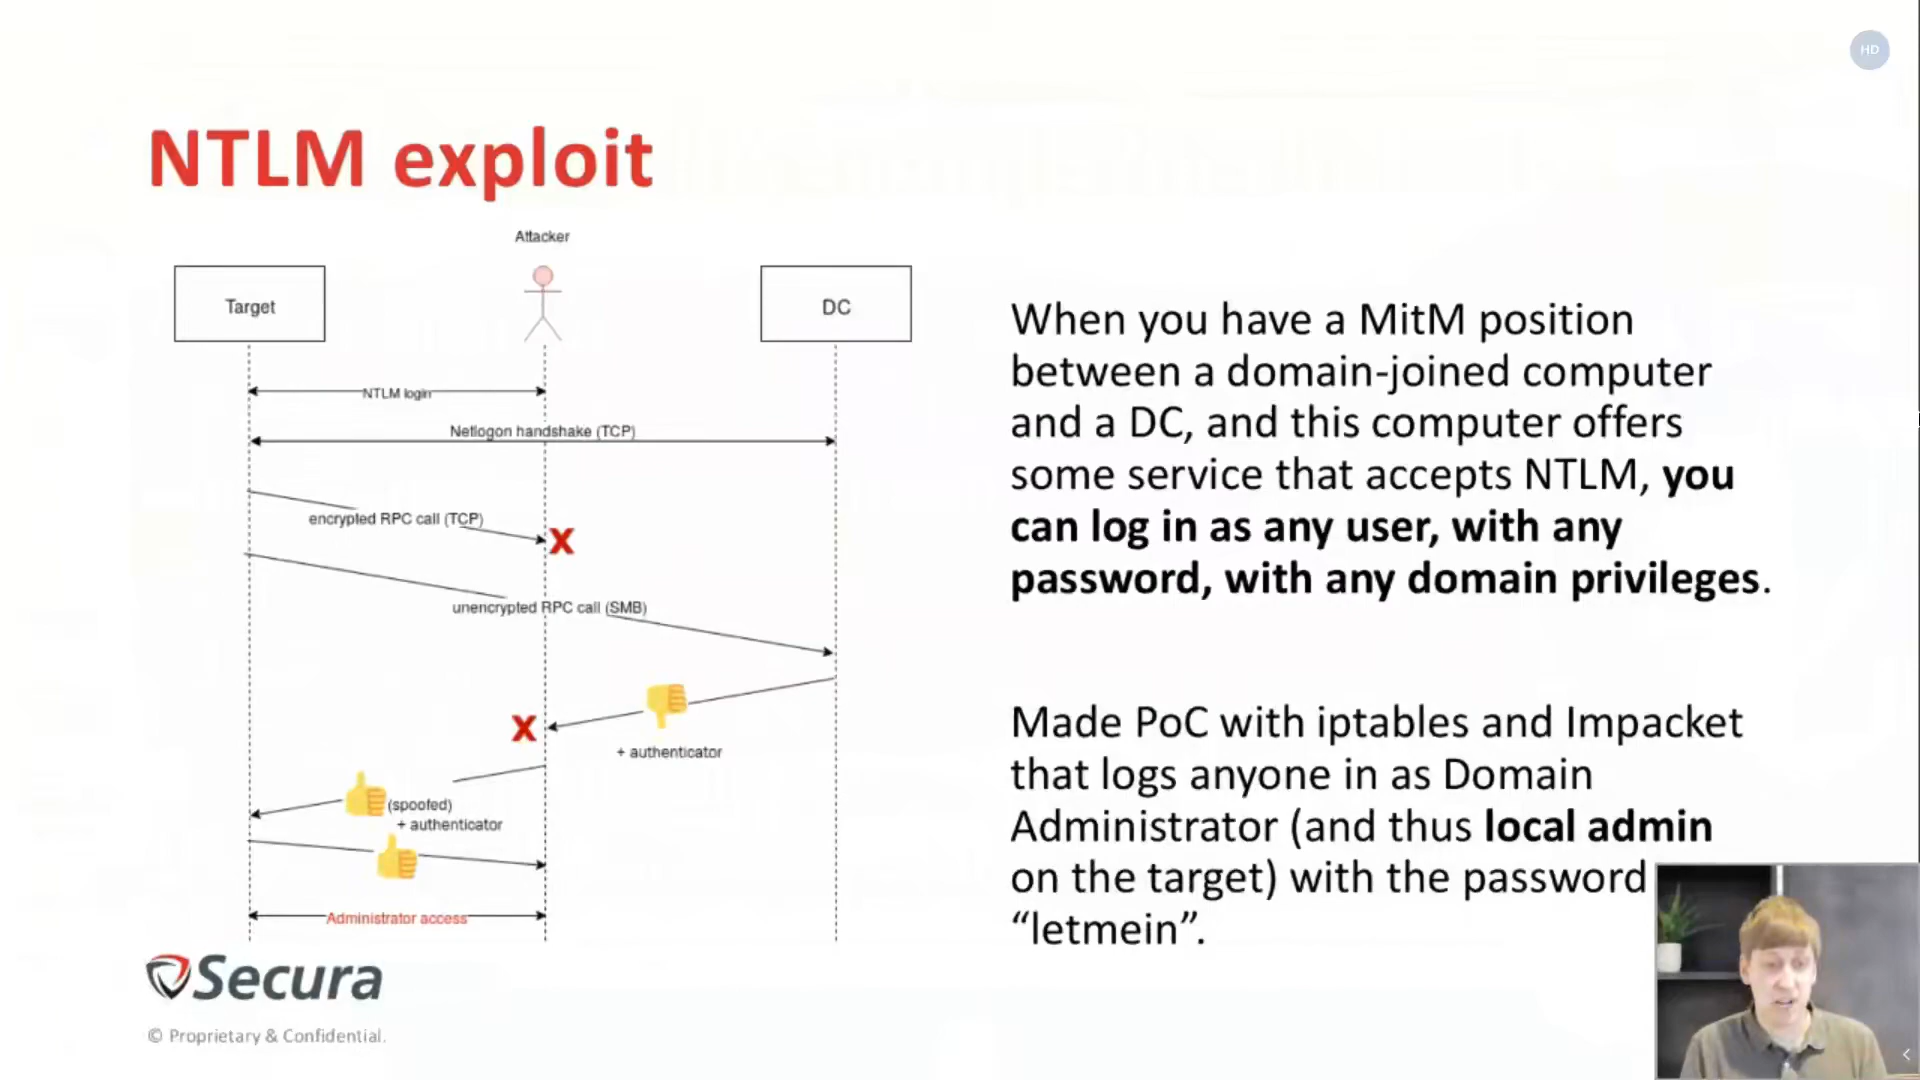 HD
NTLM exploit
Attacker
Target
DC
NTLM login
Netlogon handshake (TCP)
encrypted RPC call (TCP)
X
unencrypted RPC call (SMB)
X
+ authenticator
(spoofed)
+ authenticator
Administrator access
When you have a MitM position
between a domain-joined computer
and a DC, and this computer offers
some service that accepts NTLM, you
can log in as any user, with any
password, with any domain privileges.
Made PoC with iptables and Impacket
that logs anyone in as Domain
Administrator (and thus local admin
on the target) with the password
“letmein”.
Secura
© Proprietary & Confidential.